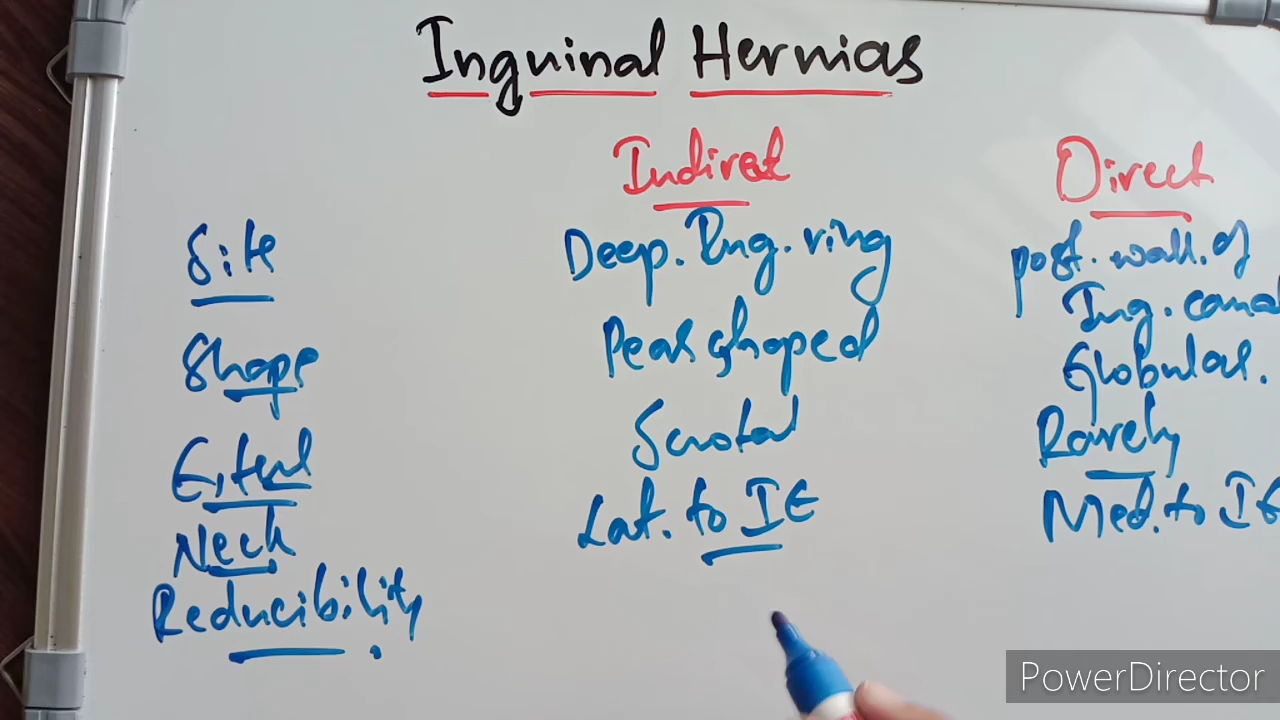 Inguinal Hernias
Indirect Direct
Site Deep. Ing. ring post. wall. of
Ing. canal
Shape Pear shaped Globular.
Extent Scrotal Rarely
Neck Lat. to IE Med. to IE
Reducibility.
PowerDirector